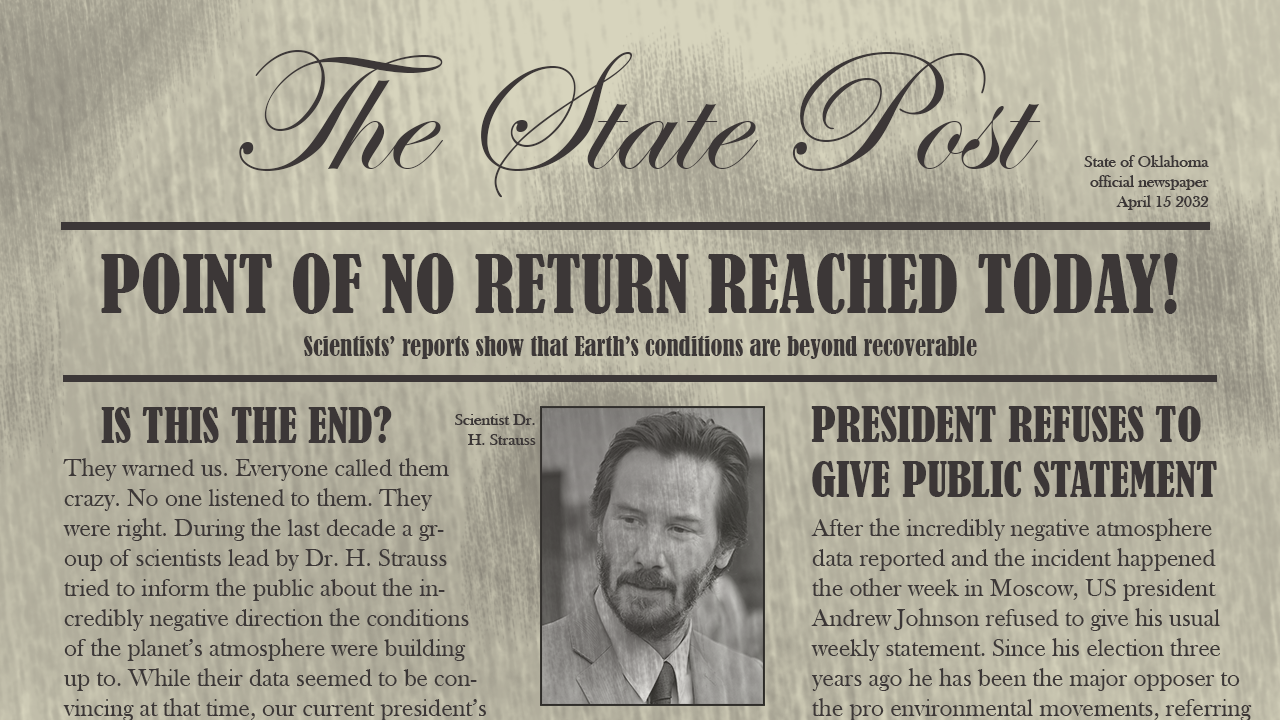 The State Post
State of Oklahoma
official newspaper
April 15 2032
POINT OF NO RETURN REACHED TODAY!
Scientists’ reports show that Earth’s conditions are beyond recoverable
IS THIS THE END?
They warned us. Everyone called them
crazy. No one listened to them. They
were right. During the last decade a gr-
oup of scientists lead by Dr. H. Strauss
tried to inform the public about the in-
credibly negative direction the conditions
of the planet’s atmosphere were building
up to. While their data seemed to be con-
vincing at that time, our current president’s
Scientist Dr.
H. Strauss
PRESIDENT REFUSES TO
GIVE PUBLIC STATEMENT
After the incredibly negative atmosphere
data reported and the incident happened
the other week in Moscow, US president
Andrew Johnson refused to give his usual
weekly statement. Since his election three
years ago he has been the major opposer to
the pro environmental movements, referring